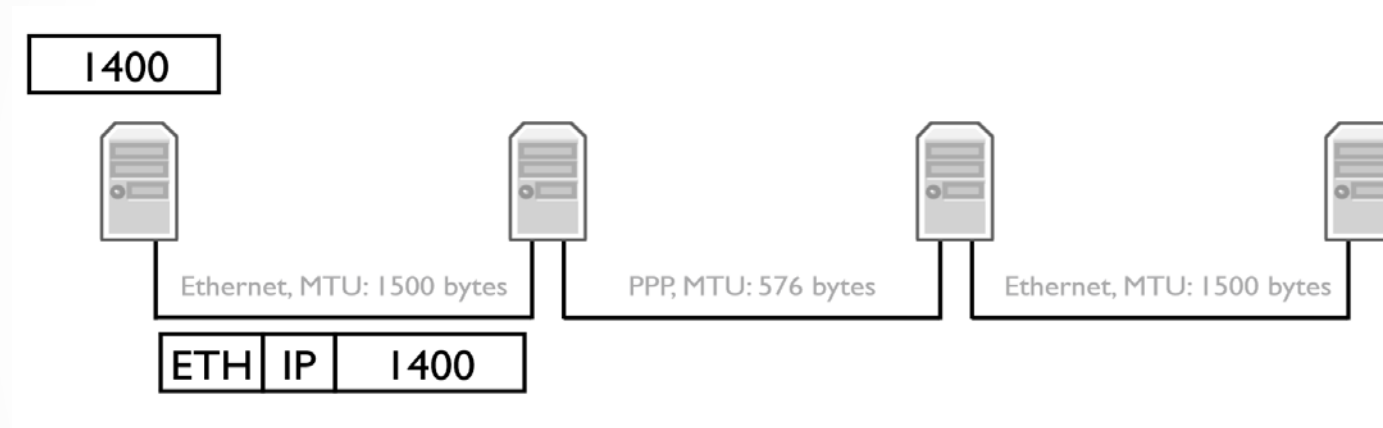 1400
Ethernet, MTU: 1500 bytes
PPP, MTU: 576 bytes
Ethernet, MTU: 1500 bytes
ETH IP 1400